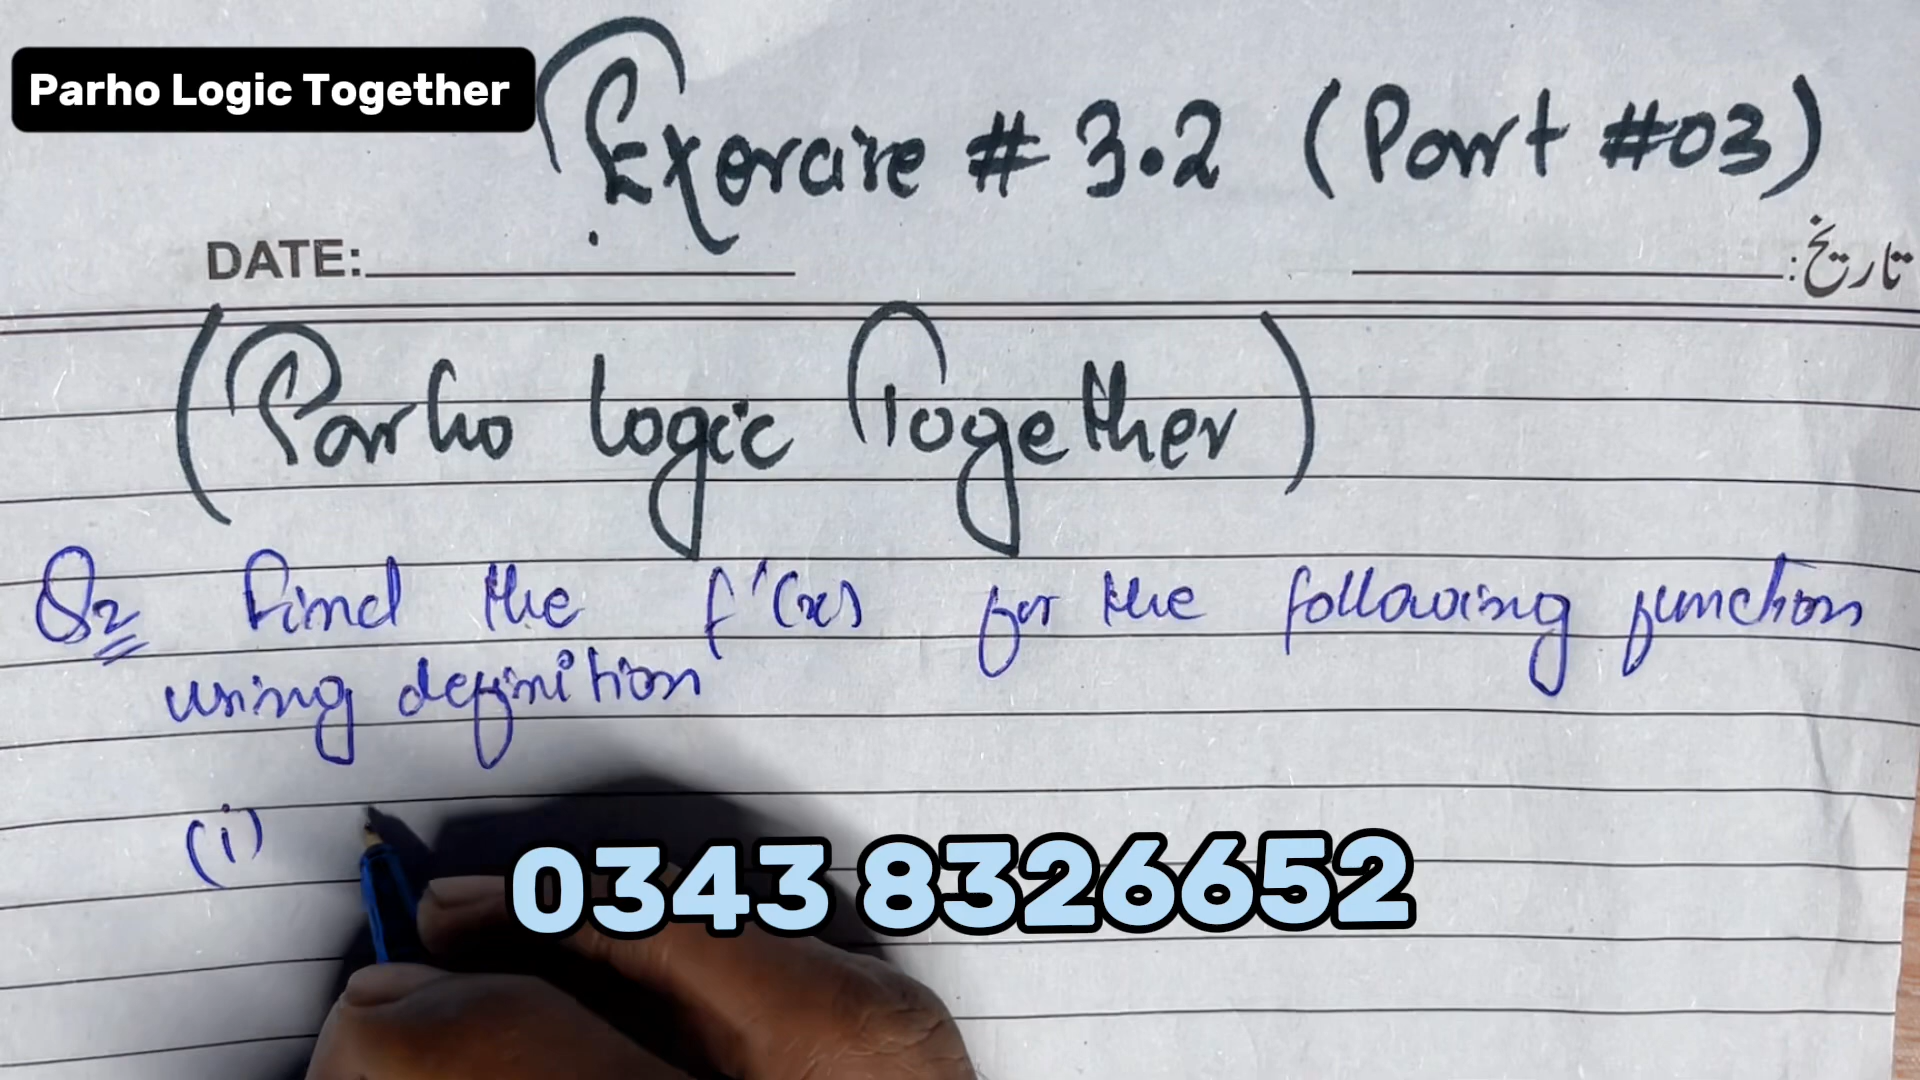 Parho Logic Together
Exercise # 3.2 (Part #03)
DATE:
تاریخ:
(Parho Logic Together)
Q2 Find the f'(x) for the following function
using definition
(i)
0343 8326652